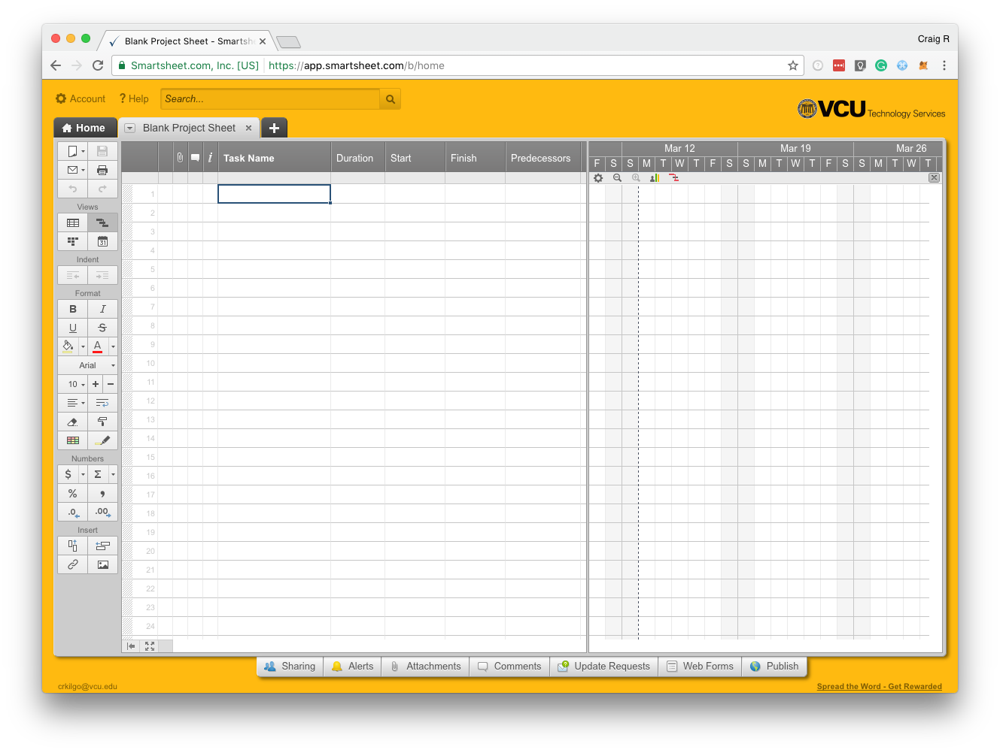 Blank Project Sheet - Smartsh
Craig R
Smartsheet.com, Inc. [US] https://app.smartsheet.com/b/home
Account ? Help Search...
VCU Technology Services
Home Blank Project Sheet
i Task Name Duration Start Finish Predecessors
Mar 12 Mar 19 Mar 26
F S S M T W T F S S M T W T F S S M T W T
Views
31
Indent
Format
B I
U S
A
Arial
10
Numbers
$ Σ
% ,
.0 .00
Insert
1
2
3
4
5
6
7
8
9
10
11
12
13
14
15
16
17
18
19
20
21
22
23
24
Sharing Alerts Attachments Comments Update Requests Web Forms Publish
crkilgo@vcu.edu Spread the Word - Get Rewarded